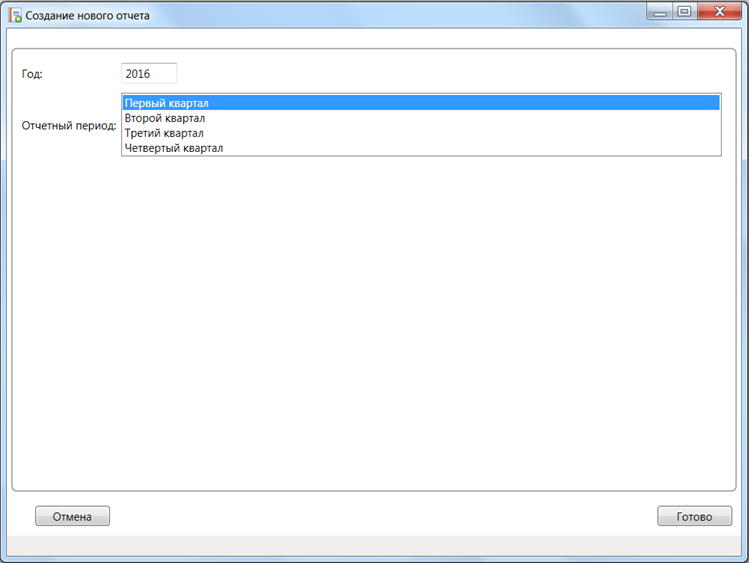 Создание нового отчета
Год: 2016
Отчетный период:
Первый квартал
Второй квартал
Третий квартал
Четвертый квартал
Отмена Готово